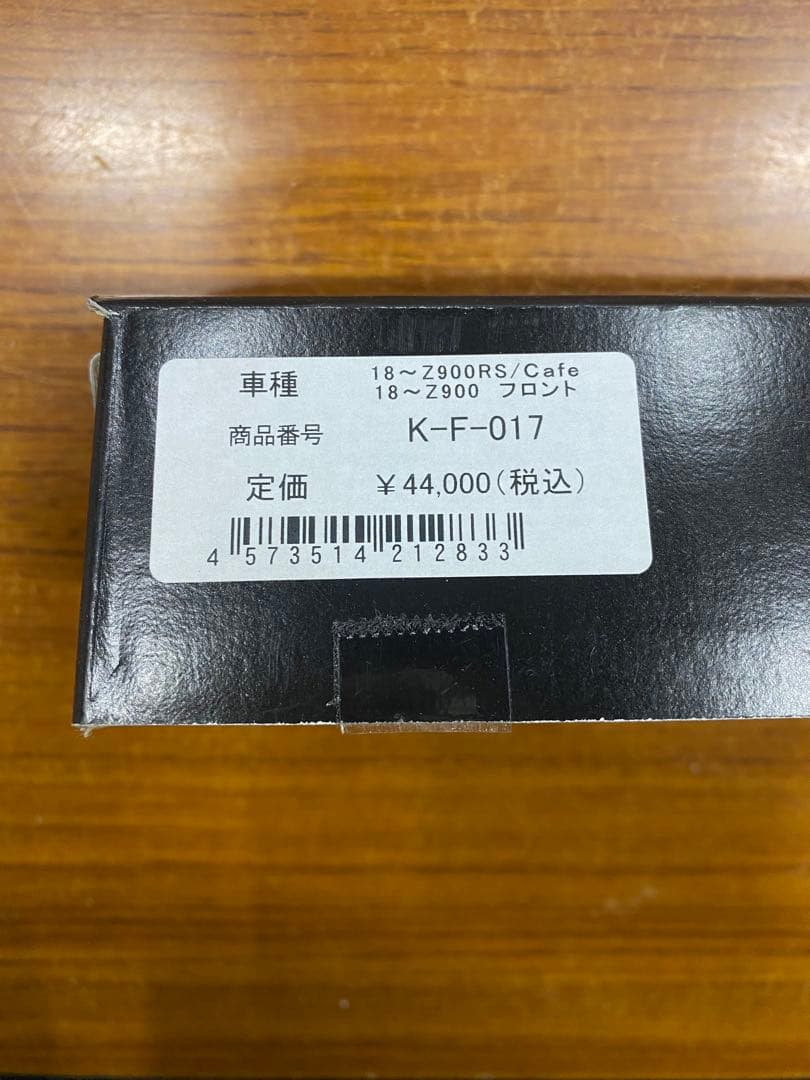 車種 18～Z900RS/Cafe
18～Z900 フロント
商品番号 K-F-017
定価 ￥44,000(税込)
4 573514 212833